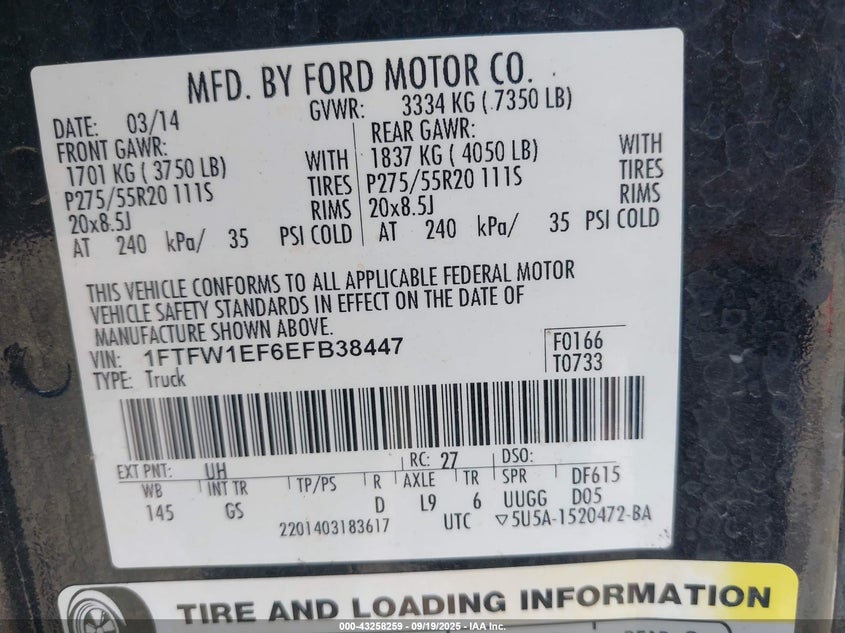 MFD. BY FORD MOTOR CO.
DATE: 03/14 GVWR: 3334 KG ( 7350 LB)
FRONT GAWR: REAR GAWR:
1701 KG ( 3750 LB) WITH 1837 KG ( 4050 LB) WITH
P275/55R20 111S TIRES P275/55R20 111S TIRES
20x8.5J RIMS 20x8.5J RIMS
AT 240 kPa/ 35 PSI COLD AT 240 kPa/ 35 PSI COLD
THIS VEHICLE CONFORMS TO ALL APPLICABLE FEDERAL MOTOR
VEHICLE SAFETY STANDARDS IN EFFECT ON THE DATE OF
MANUFACTURE SHOWN ABOVE.
VIN: 1FTFW1EF6EFB38447 F0166
TYPE: Truck T0733
EXT PNT: UH RC: 27 DSO:
WB INT TR TP/PS R AXLE TR SPR DF615
145 GS D L9 6 UUGG D05
2201403183617 UTC ▽5U5A-1520472-BA
TIRE AND LOADING INFORMATION
000-43258259 - 09/19/2025 - IAA Inc.